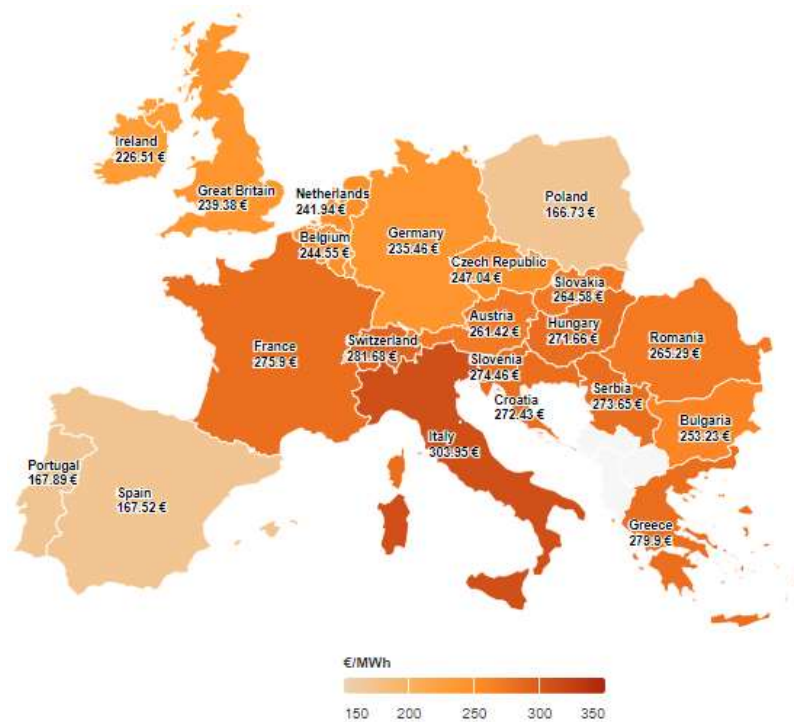 Ireland
226.51 €
Great Britain
239.38 €
Netherlands
241.94 €
Belgium
244.55 €
Germany
235.46 €
Poland
166.73 €
Czech Republic
247.04 €
Slovakia
264.58 €
Austria
261.42 €
Hungary
271.66 €
Romania
265.29 €
France
275.9 €
Switzerland
281.68 €
Slovenia
274.46 €
Croatia
272.43 €
Serbia
273.65 €
Bulgaria
253.23 €
Italy
303.95 €
Portugal
167.89 €
Spain
167.52 €
Greece
279.9 €
€/MWh
150 200 250 300 350